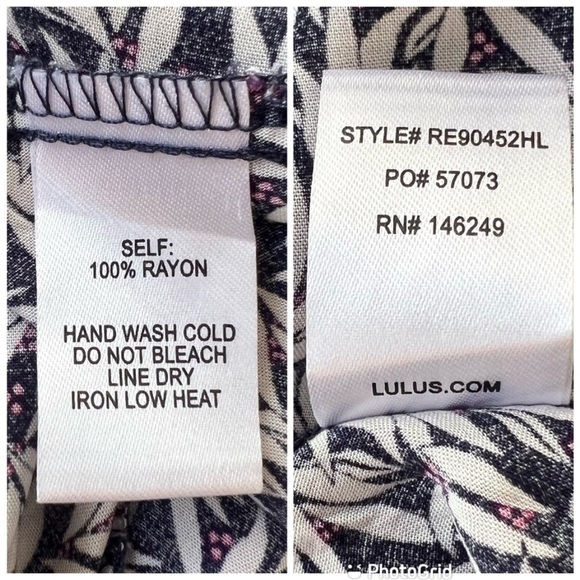 SELF:
100% RAYON
HAND WASH COLD
DO NOT BLEACH
LINE DRY
IRON LOW HEAT
STYLE# RE90452HL
PO# 57073
RN# 146249
LULUS.COM
PhotoGrid